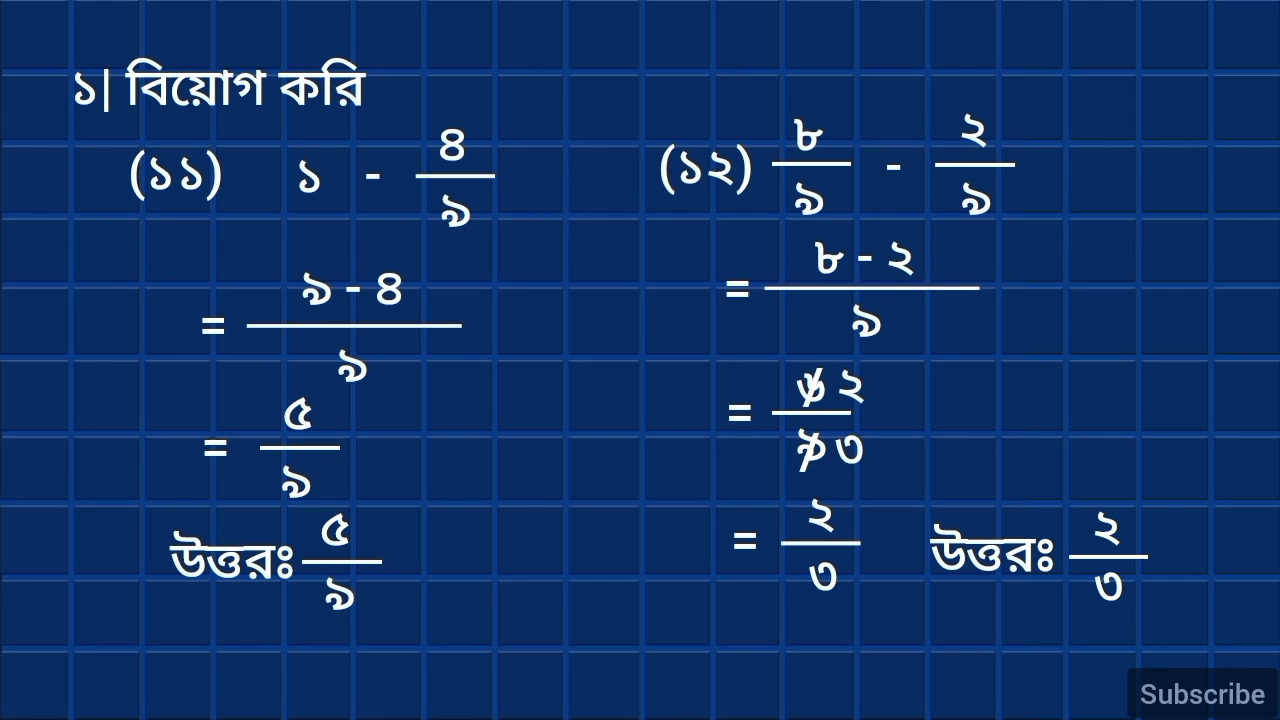 ১| বিয়োগ করি
(১১) ১ - ৪/৯
= ৯ - ৪/৯
= ৫/৯
উত্তরঃ ৫/৯
(১২) ৮/৯ - ২/৯
= ৮ - ২/৯
= ৬ ২/৯ ৩
= ২/৩
উত্তরঃ ২/৩
Subscribe